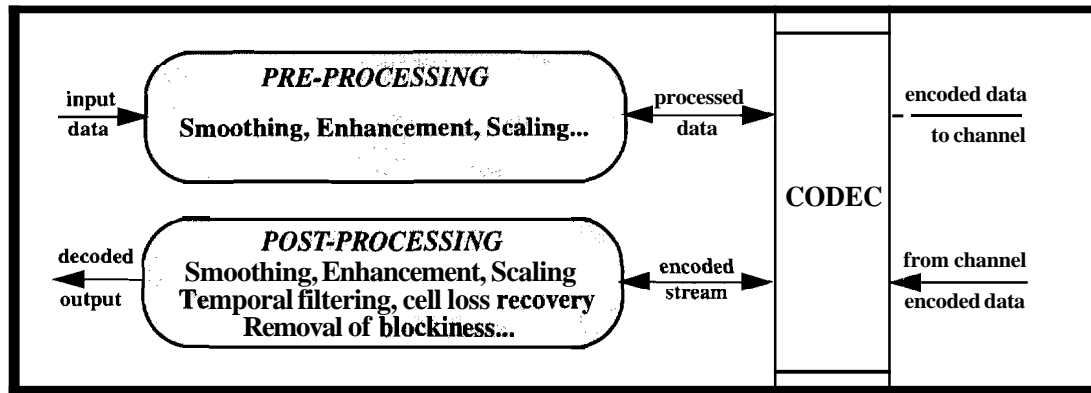 PRE-PROCESSING
input
data
Smoothing, Enhancement, Scaling...
processed
data
encoded data
to channel
CODEC
decoded
output
POST-PROCESSING
Smoothing, Enhancement, Scaling
Temporal filtering, cell loss recovery
Removal of blockiness...
encoded
stream
from channel
encoded data